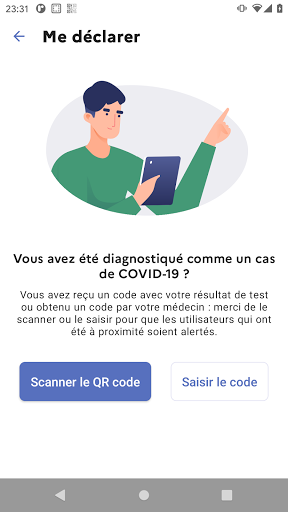 23:31
Me déclarer
Vous avez été diagnostiqué comme un cas
de COVID-19 ?
Vous avez reçu un code avec votre résultat de test
ou obtenu un code par votre médecin : merci de le
scanner ou le saisir pour que les utilisateurs qui ont
été à proximité soient alertés.
Scanner le QR code
Saisir le code